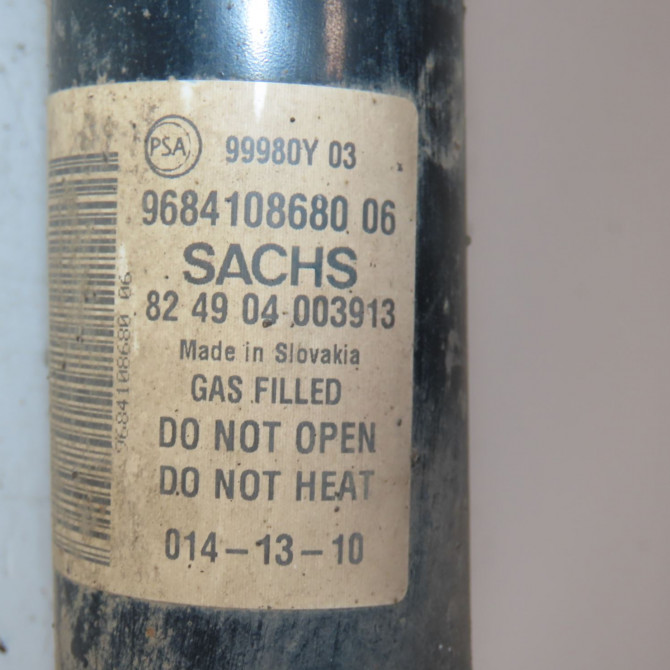 PSA 99980Y 03
9684108680 06
SACHS
82 49 04 003913
Made in Slovakia
GAS FILLED
DO NOT OPEN
DO NOT HEAT
014-13-10
9684108680 06